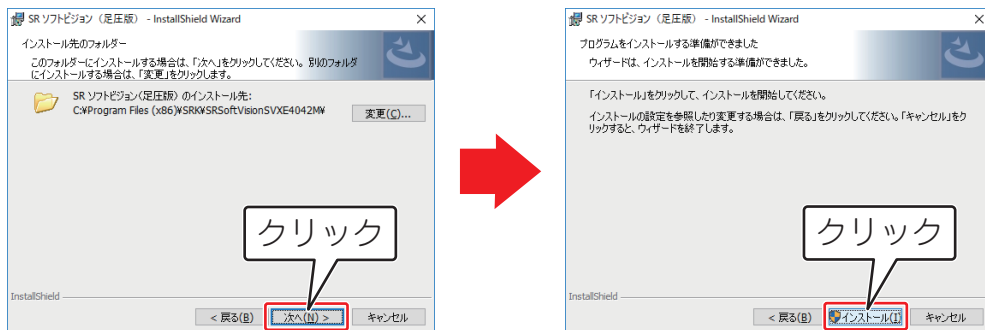 SR ソフトビジョン（足圧版） - InstallShield Wizard
インストール先のフォルダー
このフォルダーにインストールする場合は、「次へ」をクリックしてください。別のフォルダ
にインストールする場合は、「変更」をクリックします。
SR ソフトビジョン（足圧版） のインストール先:
C:¥Program Files (x86)¥SRK¥SRSoftVisionSVXE4042M¥
変更(C)...
クリック
InstallShield
< 戻る(B)
次へ(N) >
キャンセル
SR ソフトビジョン（足圧版） - InstallShield Wizard
プログラムをインストールする準備ができました
ウィザードは、インストールを開始する準備ができました。
「インストール」をクリックして、インストールを開始してください。
インストールの設定を参照したり変更する場合は、「戻る」をクリックしてください。「キャンセル」をク
リックすると、ウィザードを終了します。
クリック
InstallShield
< 戻る(B)
インストール(I)
キャンセル